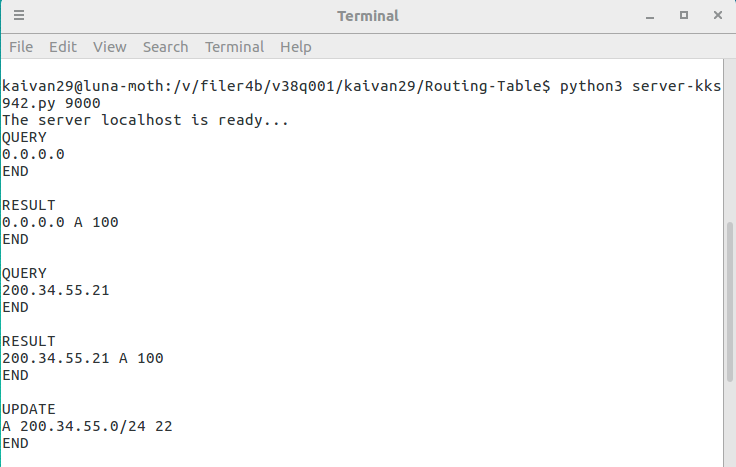 Terminal
File Edit View Search Terminal Help
kaivan29@luna-moth:/v/filer4b/v38q001/kaivan29/Routing-Table$ python3 server-kks
942.py 9000
The server localhost is ready...
QUERY
0.0.0.0
END
RESULT
0.0.0.0 A 100
END
QUERY
200.34.55.21
END
RESULT
200.34.55.21 A 100
END
UPDATE
A 200.34.55.0/24 22
END